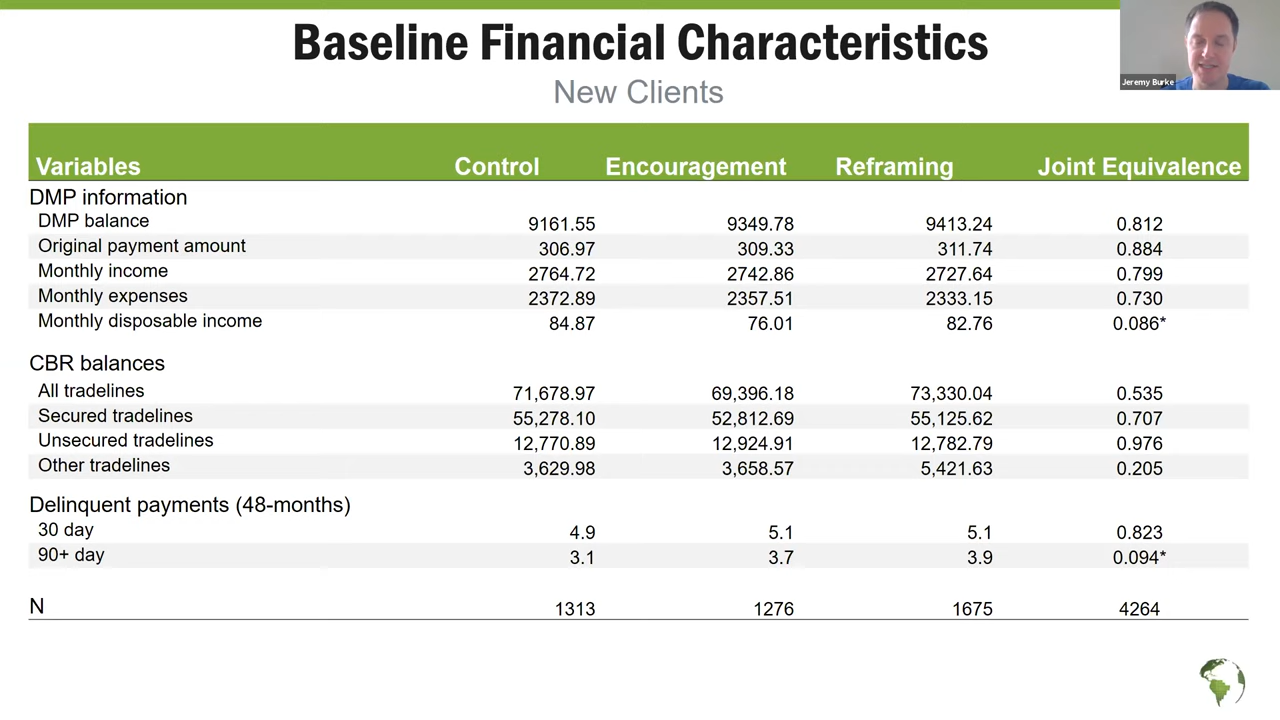 Baseline Financial Characteristics
New Clients
Jeremy Burke
Variables Control Encouragement Reframing Joint Equivalence
DMP information
DMP balance 9161.55 9349.78 9413.24 0.812
Original payment amount 306.97 309.33 311.74 0.884
Monthly income 2764.72 2742.86 2727.64 0.799
Monthly expenses 2372.89 2357.51 2333.15 0.730
Monthly disposable income 84.87 76.01 82.76 0.086*
CBR balances
All tradelines 71,678.97 69,396.18 73,330.04 0.535
Secured tradelines 55,278.10 52,812.69 55,125.62 0.707
Unsecured tradelines 12,770.89 12,924.91 12,782.79 0.976
Other tradelines 3,629.98 3,658.57 5,421.63 0.205
Delinquent payments (48-months)
30 day 4.9 5.1 5.1 0.823
90+ day 3.1 3.7 3.9 0.094*
N 1313 1276 1675 4264